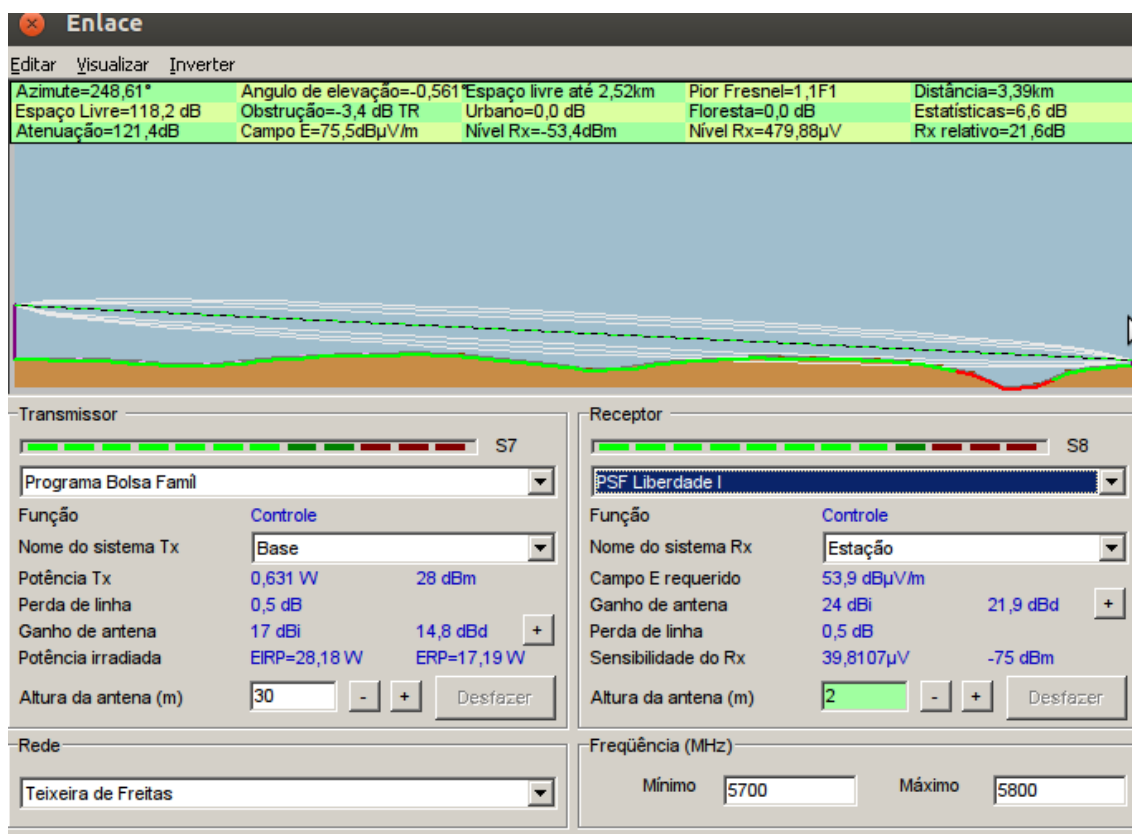 Enlace
Editar Visualizar Inverter
Azimute=248,61° Angulo de elevação=-0,561° Espaço livre até 2,52km Pior Fresnel=1,1F1 Distância=3,39km
Espaço Livre=118,2 dB Obstrução=-3,4 dB TR Urbano=0,0 dB Floresta=0,0 dB Estatísticas=6,6 dB
Atenuação=121,4dB Campo E=75,5dBµV/m Nível Rx=-53,4dBm Nível Rx=479,88µV Rx relativo=21,6dB
Transmissor
S7
Programa Bolsa Famíl
Função Controle
Nome do sistema Tx Base
Potência Tx 0,631 W 28 dBm
Perda de linha 0,5 dB
Ganho de antena 17 dBi 14,8 dBd +
Potência irradiada EIRP=28,18 W ERP=17,19 W
Altura da antena (m) 30 - + Desfazer
Rede
Teixeira de Freitas
Receptor
S8
PSF Liberdade I
Função Controle
Nome do sistema Rx Estação
Campo E requerido 53,9 dBµV/m
Ganho de antena 24 dBi 21,9 dBd +
Perda de linha 0,5 dB
Sensibilidade do Rx 39,8107µV -75 dBm
Altura da antena (m) 2 - + Desfazer
Freqüência (MHz)
Mínimo 5700 Máximo 5800